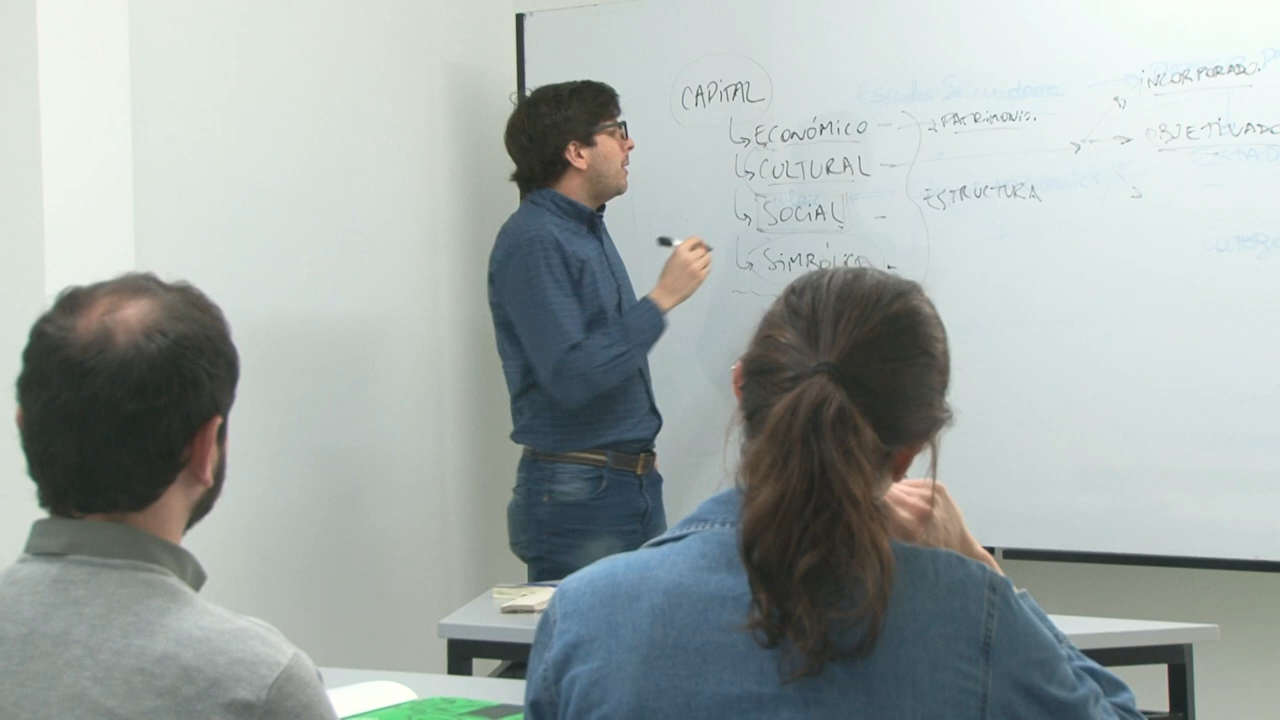 CAPITAL
INCORPORADO.
↳ ECONÓMICO – PATRIMONIO.
↳ CULTURAL – OBJETIVADO
↳ SOCIAL – ESTRUCTURA
↳ SIMBÓLICO –